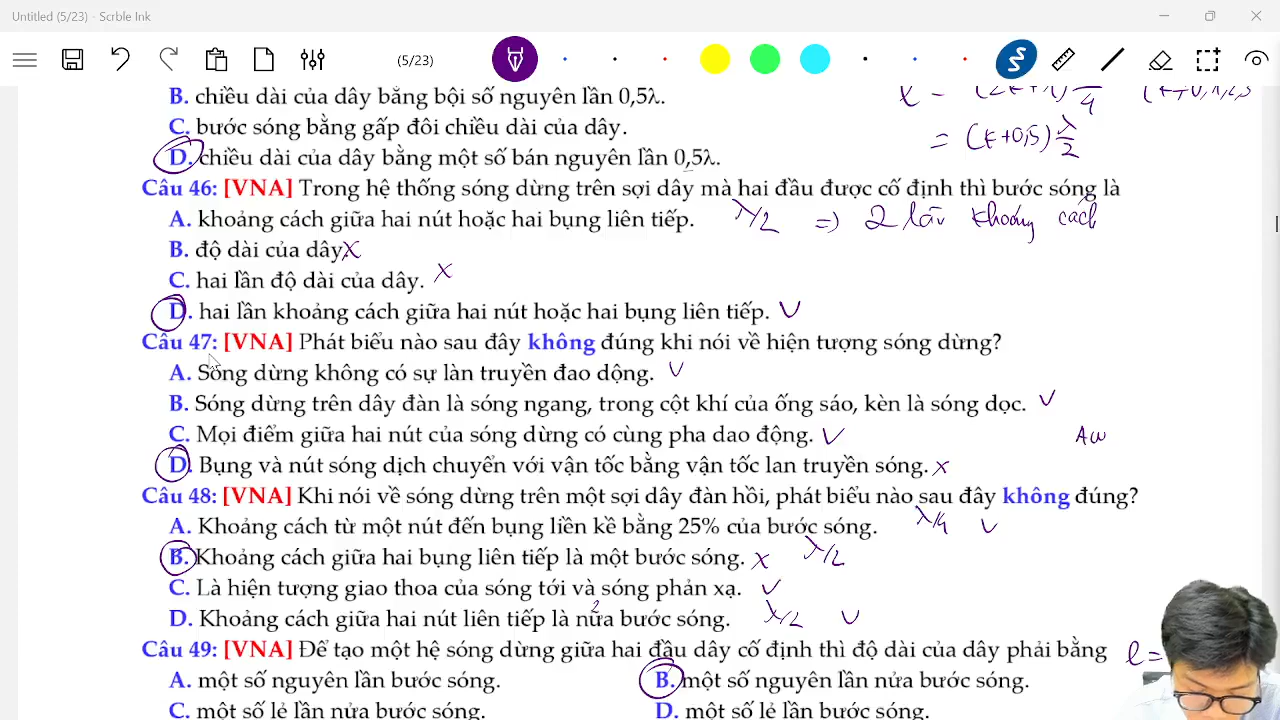 Untitled (5/23) - Scrble Ink
(5/23)
B. chiều dài của dây bằng bội số nguyên lần 0,5λ.
C. bước sóng bằng gấp đôi chiều dài của dây.
= (k+0,5) λ/2
D. chiều dài của dây bằng một số bán nguyên lần 0,5λ.
Câu 46: [VNA] Trong hệ thống sóng dừng trên sợi dây mà hai đầu được cố định thì bước sóng là
A. khoảng cách giữa hai nút hoặc hai bụng liên tiếp. λ/2 => 2 lần khoảng cách
B. độ dài của dây. x
C. hai lần độ dài của dây. x
D. hai lần khoảng cách giữa hai nút hoặc hai bụng liên tiếp. v
Câu 47: [VNA] Phát biểu nào sau đây không đúng khi nói về hiện tượng sóng dừng?
A. Sóng dừng không có sự làn truyền đao động. v
B. Sóng dừng trên dây đàn là sóng ngang, trong cột khí của ống sáo, kèn là sóng dọc. v
C. Mọi điểm giữa hai nút của sóng dừng có cùng pha dao động. v Aω
D. Bụng và nút sóng dịch chuyển với vận tốc bằng vận tốc lan truyền sóng. x
Câu 48: [VNA] Khi nói về sóng dừng trên một sợi dây đàn hồi, phát biểu nào sau đây không đúng?
A. Khoảng cách từ một nút đến bụng liền kề bằng 25% của bước sóng. λ/4 v
B. Khoảng cách giữa hai bụng liên tiếp là một bước sóng. x λ/2
C. Là hiện tượng giao thoa của sóng tới và sóng phản xạ. v
D. Khoảng cách giữa hai nút liên tiếp là nửa bước sóng. λ/2 v
Câu 49: [VNA] Để tạo một hệ sóng dừng giữa hai đầu dây cố định thì độ dài của dây phải bằng l=
A. một số nguyên lần bước sóng. B. một số nguyên lần nửa bước sóng.
C. một số lẻ lần nửa bước sóng. D. một số lẻ lần bước sóng.